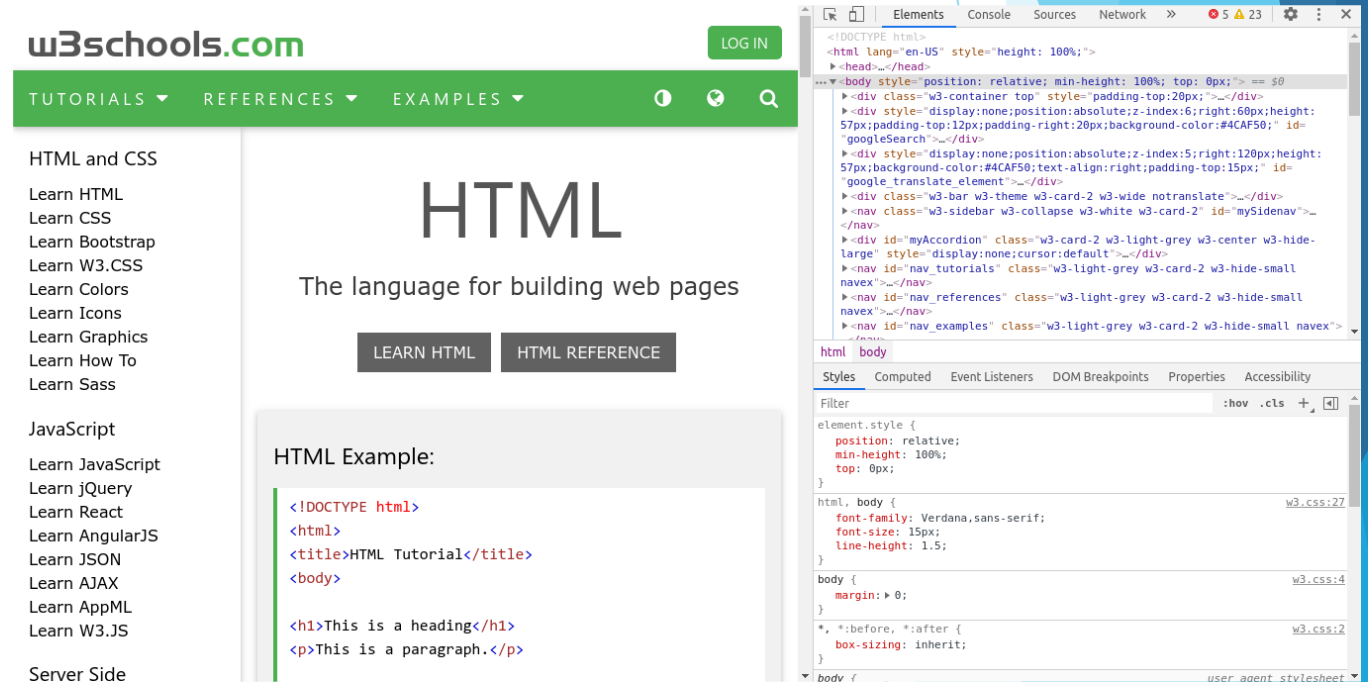 w3schools.com
LOG IN
TUTORIALS REFERENCES EXAMPLES
HTML and CSS
Learn HTML
Learn CSS
Learn Bootstrap
Learn W3.CSS
Learn Colors
Learn Icons
Learn Graphics
Learn How To
Learn Sass
JavaScript
Learn JavaScript
Learn jQuery
Learn React
Learn AngularJS
Learn JSON
Learn AJAX
Learn AppML
Learn W3.JS
Server Side
HTML
The language for building web pages
LEARN HTML HTML REFERENCE
HTML Example:
<!DOCTYPE html>
<html>
<title>HTML Tutorial</title>
<body>
<h1>This is a heading</h1>
<p>This is a paragraph.</p>
Elements Console Sources Network » 5 23
<!DOCTYPE html>
<html lang="en-US" style="height: 100%;">
<head>…</head>
<body style="position: relative; min-height: 100%; top: 0px;"> == $0
<div class="w3-container top" style="padding-top:20px;">…</div>
<div style="display:none;position:absolute;z-index:6;right:60px;height:
57px;padding-top:12px;padding-right:20px;background-color:#4CAF50;" id=
"googleSearch">…</div>
<div style="display:none;position:absolute;z-index:5;right:120px;height:
57px;background-color:#4CAF50;text-align:right;padding-top:15px;" id=
"google_translate_element">…</div>
<div class="w3-bar w3-theme w3-card-2 w3-wide notranslate">…</div>
<nav class="w3-sidebar w3-collapse w3-white w3-card-2" id="mySidenav">…
</nav>
<div id="myAccordion" class="w3-card-2 w3-light-grey w3-center w3-hide-
large" style="display:none;cursor:default">…</div>
<nav id="nav_tutorials" class="w3-light-grey w3-card-2 w3-hide-small
navex">…</nav>
<nav id="nav_references" class="w3-light-grey w3-card-2 w3-hide-small
navex">…</nav>
<nav id="nav_examples" class="w3-light-grey w3-card-2 w3-hide-small navex">
html body
Styles Computed Event Listeners DOM Breakpoints Properties Accessibility
Filter :hov .cls +
element.style {
position: relative;
min-height: 100%;
top: 0px;
}
html, body { w3.css:27
font-family: Verdana,sans-serif;
font-size: 15px;
line-height: 1.5;
}
body { w3.css:4
margin: 0;
}
*, *:before, *:after { w3.css:2
box-sizing: inherit;
}
body { user agent stylesheet